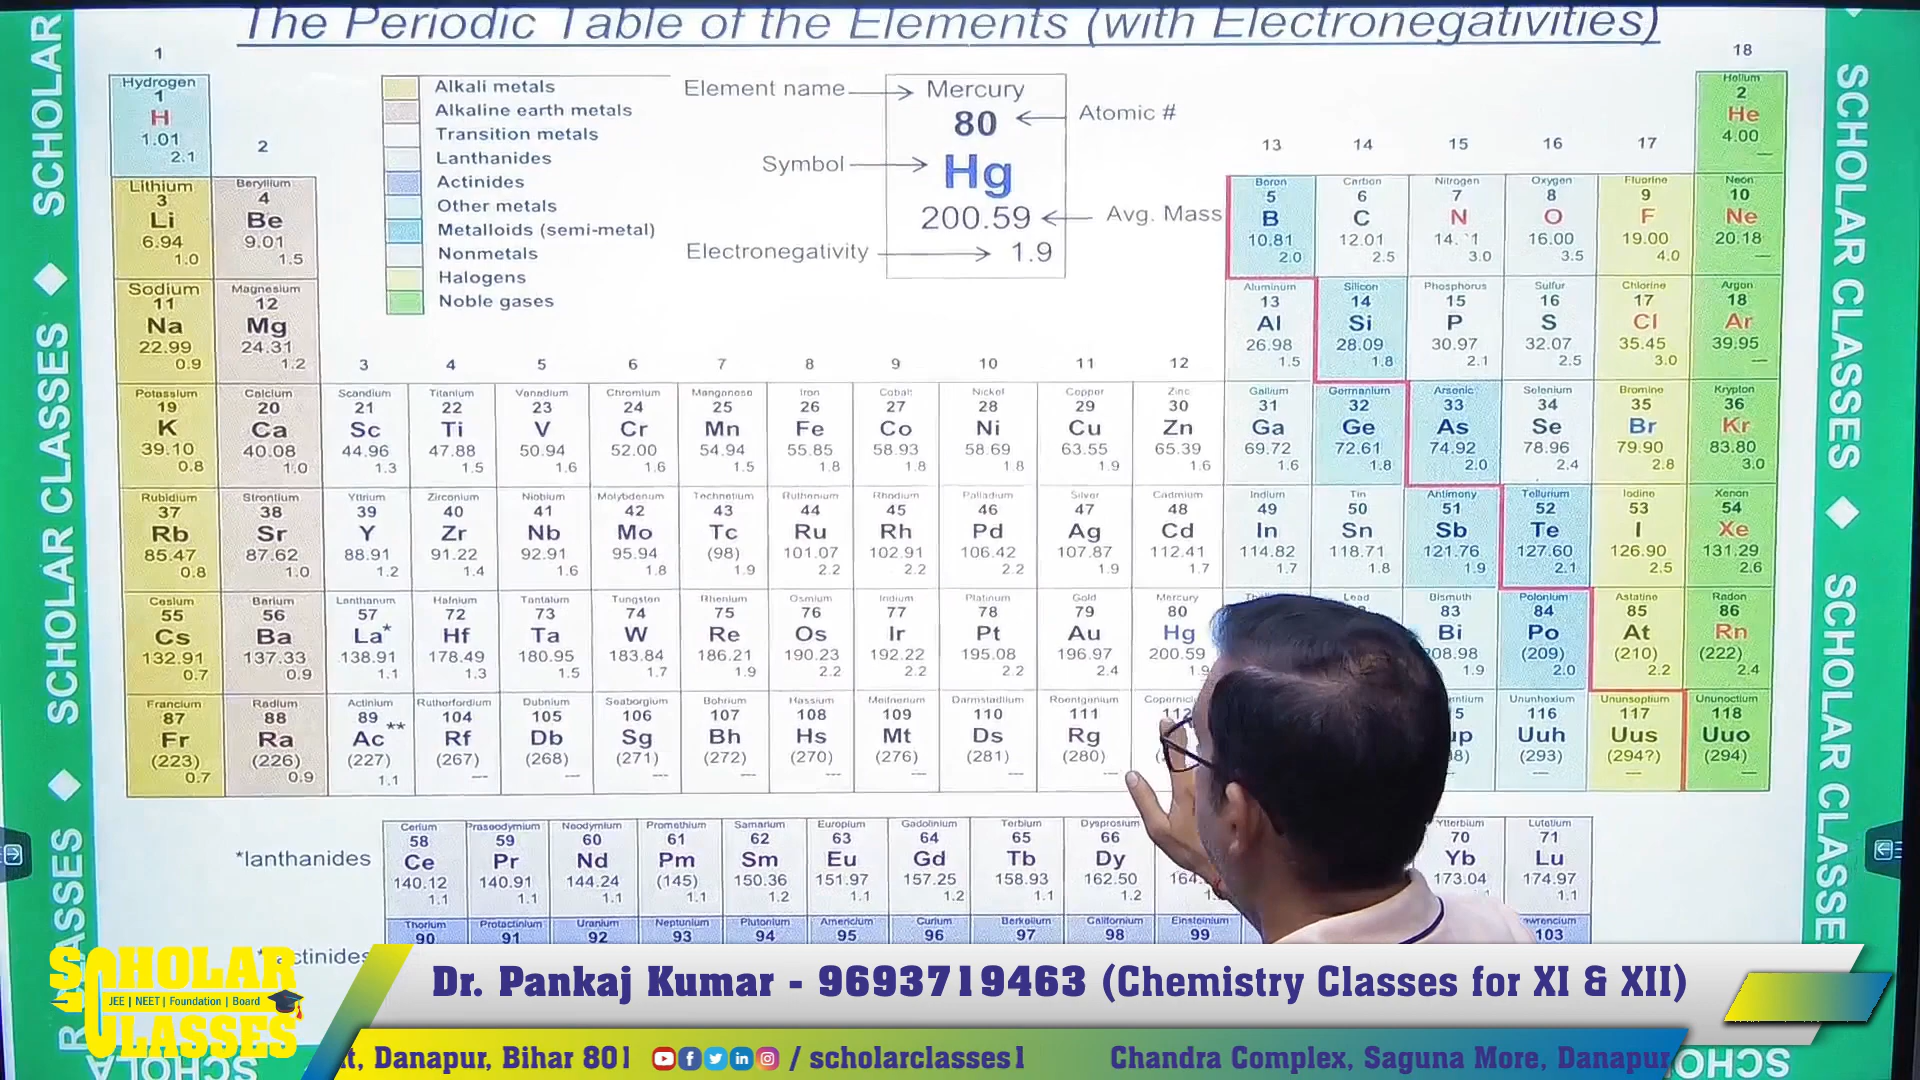 The Periodic Table of the Elements (with Electronegativities)
1
18
Hydrogen
1
H
1.01
2.1
2
Alkali metals
Alkaline earth metals
Transition metals
Lanthanides
Actinides
Other metals
Metalloids (semi-metal)
Nonmetals
Halogens
Noble gases
Element name
Symbol
Electronegativity
Mercury
80
Hg
200.59
1.9
Atomic #
Avg. Mass
13 14 15 16 17
Helium
2
He
4.00
Lithium Beryllium Boron Carbon Nitrogen Oxygen Fluorine Neon
3 4 5 6 7 8 9 10
Li Be B C N O F Ne
6.94 9.01 10.81 12.01 16.00 19.00 20.18
1.0 1.5 2.0 2.5 3.0 3.5 4.0 —
Sodium Magnesium Aluminum Silicon Phosphorus Sulfur Chlorine Argon
11 12 13 14 15 16 17 18
Na Mg Al Si P S Cl Ar
22.99 24.31 26.98 28.09 30.97 32.07 35.45 39.95
0.9 1.2 1.5 1.8 2.1 2.5 3.0 —
3 4 5 6 7 8 9 10 11 12
Potassium Calcium Scandium Titanium Vanadium Chromium Manganese Iron Cobalt Nickel Copper Zinc Gallium Germanium Arsenic Selenium Bromine Krypton
19 20 21 22 23 24 25 26 27 28 29 30 31 32 33 34 35 36
K Ca Sc Ti V Cr Mn Fe Co Ni Cu Zn Ga Ge As Se Br Kr
39.10 40.08 44.96 47.88 50.94 52.00 54.94 55.85 58.93 58.69 63.55 65.39 69.72 72.61 74.92 78.96 79.90 83.80
0.8 1.0 1.3 1.5 1.6 1.6 1.5 1.8 1.8 1.8 1.9 1.6 1.6 1.8 2.0 2.4 2.8 3.0
Rubidium Strontium Yttrium Zirconium Niobium Molybdenum Technetium Ruthenium Rhodium Palladium Silver Cadmium Indium Tin Antimony Tellurium Iodine Xenon
37 38 39 40 41 42 43 44 45 46 47 48 49 50 51 52 53 54
Rb Sr Y Zr Nb Mo Tc Ru Rh Pd Ag Cd In Sn Sb Te I Xe
85.47 87.62 88.91 91.22 92.91 95.94 (98) 101.07 102.91 106.42 107.87 112.41 114.82 118.71 121.76 127.60 126.90 131.29
0.8 1.0 1.2 1.4 1.6 1.8 1.9 2.2 2.2 2.2 1.9 1.7 1.7 1.8 1.9 2.1 2.5 2.6
Cesium Barium Lanthanum Hafnium Tantalum Tungsten Rhenium Osmium Iridium Platinum Gold Mercury Lead Bismuth Polonium Astatine Radon
55 56 57 72 73 74 75 76 77 78 79 80 83 84 85 86
Cs Ba La* Hf Ta W Re Os Ir Pt Au Hg Bi Po At Rn
132.91 137.33 138.91 178.49 180.95 183.84 186.21 190.23 192.22 195.08 196.97 200.59 208.98 (209) (210) (222)
0.7 0.9 1.1 1.3 1.5 1.7 1.9 2.2 2.2 2.2 2.4 1.9 1.9 2.0 2.2 2.4
Francium Radium Actinium Rutherfordium Dubnium Seaborgium Bohrium Hassium Meitnerium Darmstadtium Roentgenium Ununhexium Ununseptium Ununoctium
87 88 89 104 105 106 107 108 109 110 111 112 116 117 118
Fr Ra Ac** Rf Db Sg Bh Hs Mt Ds Rg Uuh Uus Uuo
(223) (226) (227) (267) (268) (271) (272) (270) (276) (281) (280) (293) (294?) (294)
0.7 0.9 1.1 --- --- --- --- --- --- --- --- — — —
*lanthanides
Cerium Praseodymium Neodymium Promethium Samarium Europium Gadolinium Terbium Dysprosium Ytterbium Lutetium
58 59 60 61 62 63 64 65 66 70 71
Ce Pr Nd Pm Sm Eu Gd Tb Dy Yb Lu
140.12 140.91 144.24 (145) 150.36 151.97 157.25 158.93 162.50 173.04 174.97
1.1 1.1 1.1 1.1 1.2 1.1 1.2 1.1 1.2 1.1
Thorium Protactinium Uranium Neptunium Plutonium Americium Curium Berkelium Californium Einsteinium
90 91 92 93 94 95 96 97 98 99 103
SCHOLAR
SCHOLAR CLASSES
SCHOLAR CLASSES
SCHOLAR CLASSES
SCHOLAR CLASSES
JEE | NEET | Foundation | Board
Dr. Pankaj Kumar - 9693719463 (Chemistry Classes for XI & XII)
Danapur, Bihar 801
/ scholarclasses1
Chandra Complex, Saguna More, Danapur